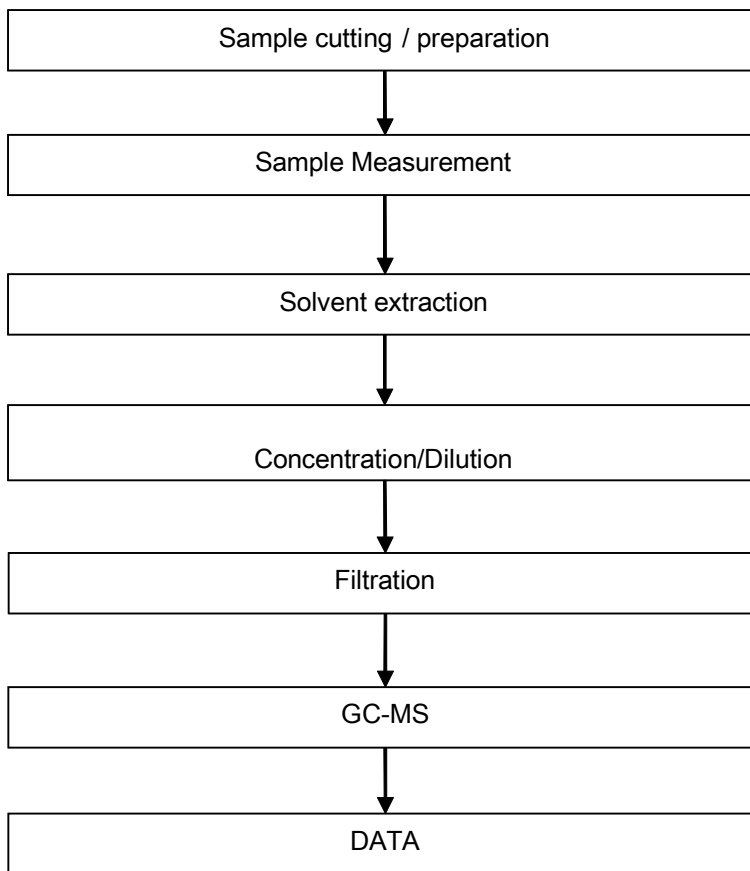 Sample cutting / preparation
Sample Measurement
Solvent extraction
Concentration/Dilution
Filtration
GC-MS
DATA